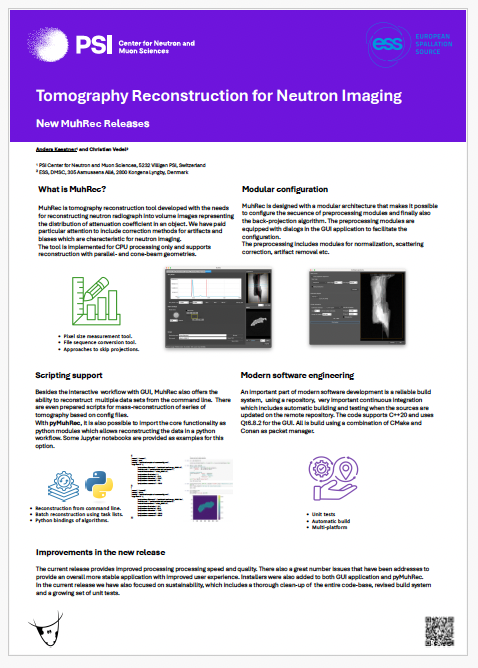 PSI Center for Neutron and
Muon Sciences
ess EUROPEAN
SPALLATION
SOURCE
Tomography Reconstruction for Neutron Imaging
New MuhRec Releases
Anders Kaestner¹ and Christian Vedel²
¹ PSI Center for Neutron and Muon Sciences, 5232 Villigen PSI, Switzerland
² ESS, DMSC, 305 Asmussens Allé, 2800 Kongens Lyngby, Denmark
What is MuhRec?
MuhRec is tomography reconstruction tool developed with the needs
for reconstructing neutron radiograph into volume images representing
the distribution of attenuation coefficient in an object. We have paid
particular attention to include correction methods for artifacts and
biases which are characteristic for neutron imaging.
The tool is implemented for CPU processing only and supports
reconstruction with parallel- and cone-beam geometries.
• Pixel size measurement tool.
• File sequence conversion tool.
• Approaches to skip projections.
Modular configuration
MuhRec is designed with a modular architecture that makes it possible
to configure the secuence of preprocessing modules and finally also
the back-projection algorithm. The preprocessing modules are
equipped with dialogs in the GUI application to facilitate the
configuration.
The preprocessing includes modules for normalization, scattering
correction, artifact removal etc.
Scripting support
Besides the interactive workflow with GUI, MuhRec also offers the
ability to reconstruct multiple data sets from the command line. There
are even prepared scripts for mass-reconstruction of series of
tomography based on config files.
With pyMuhRec, it is also possible to import the core functionality as
python modules which allows reconstructing the data in a python
workflow. Some Jupyter notebooks are provided as examples for this
option.
• Reconstruction from command line.
• Batch reconstruction using task lists.
• Python bindings of algorithms.
Modern software engineering
An important part of modern software development is a reliable build
system, using a repository, very important continuous integration
which includes automatic building and testing when the sources are
updated on the remote repository. The code supports C++20 and uses
Qt6.8.2 for the GUI. All is build using a combination of CMake and
Conan as packet manager.
• Unit tests
• Automatic build
• Multi-platform
Improvements in the new release
The current release provides improved processing speed and quality. There also a great number issues that have been addresses to
provide an overall more stable application with improved user experience. Installers were also added to both GUI application and pyMuhRec.
In the current release we have also focused on sustainability, which includes a thorough clean-up of the entire code-base, revised build system
and a growing set of unit tests.